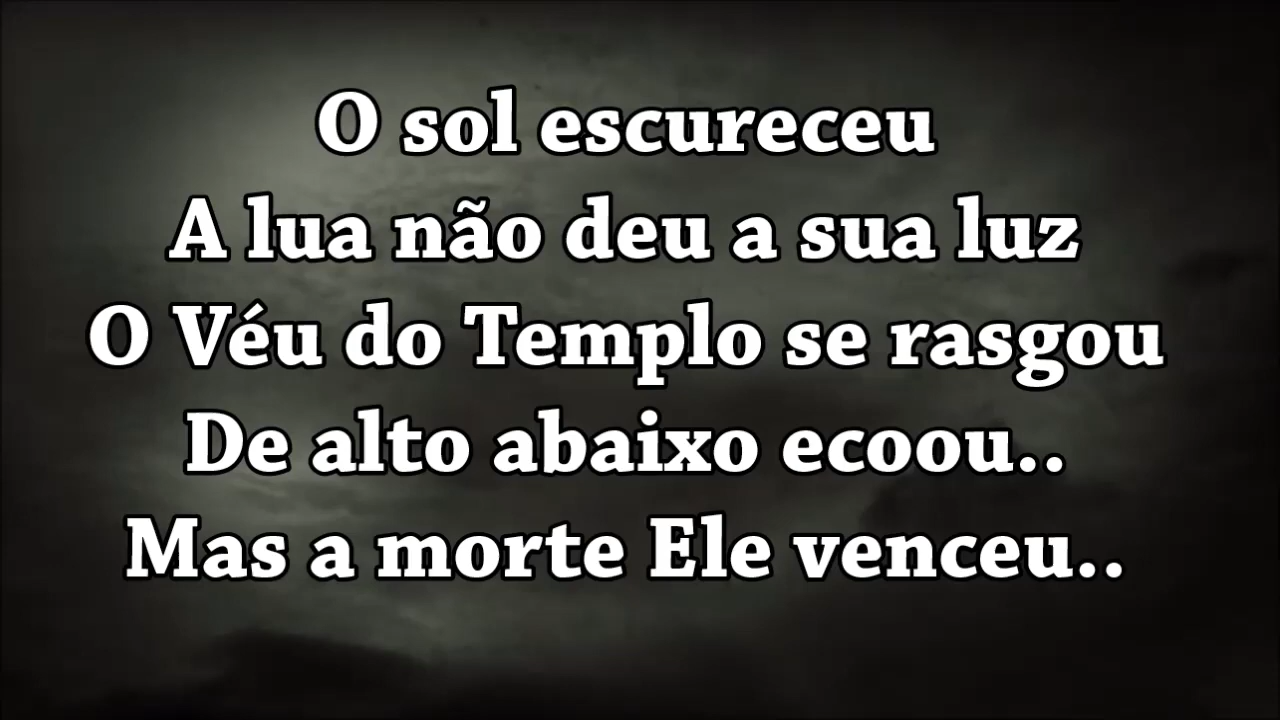 O sol escureceu
A lua não deu a sua luz
O Véu do Templo se rasgou
De alto abaixo ecoou..
Mas a morte Ele venceu..